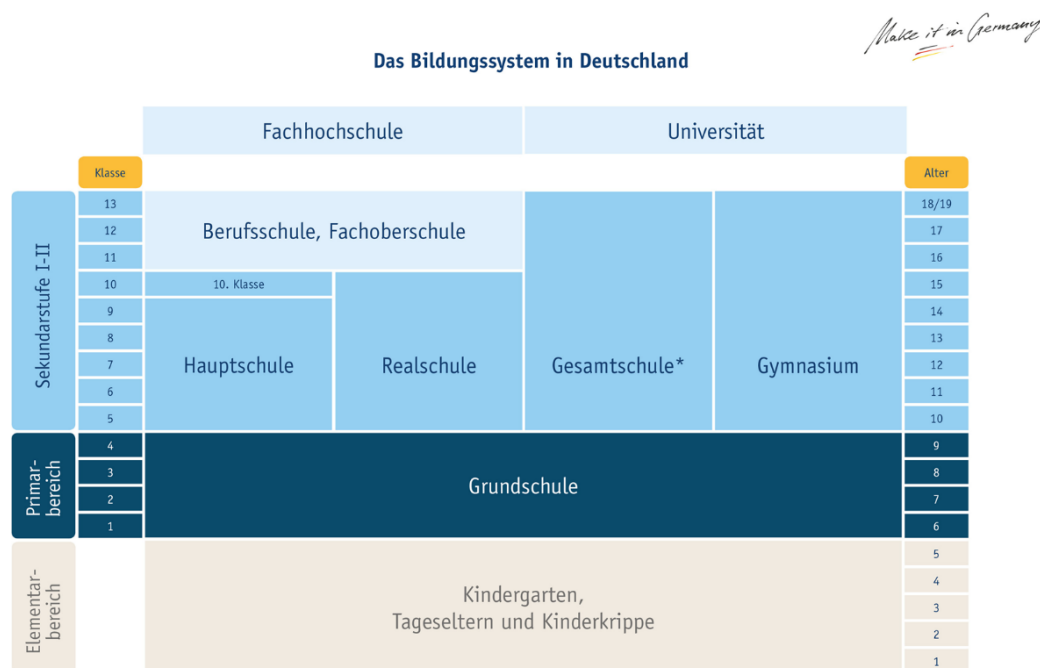 Make it in Germany
Das Bildungssystem in Deutschland
Fachhochschule
Universität
Klasse
Alter
Sekundarstufe I-II
13
Berufsschule, Fachoberschule
18/19
12
17
11
16
10
10. Klasse
15
9
14
8
13
7
Hauptschule
Realschule
Gesamtschule*
Gymnasium
12
6
11
5
10
Primar-
bereich
4
9
3
Grundschule
8
2
7
1
6
Elementar-
bereich
Kindergarten,
Tageseltern und Kinderkrippe
5
4
3
2
1